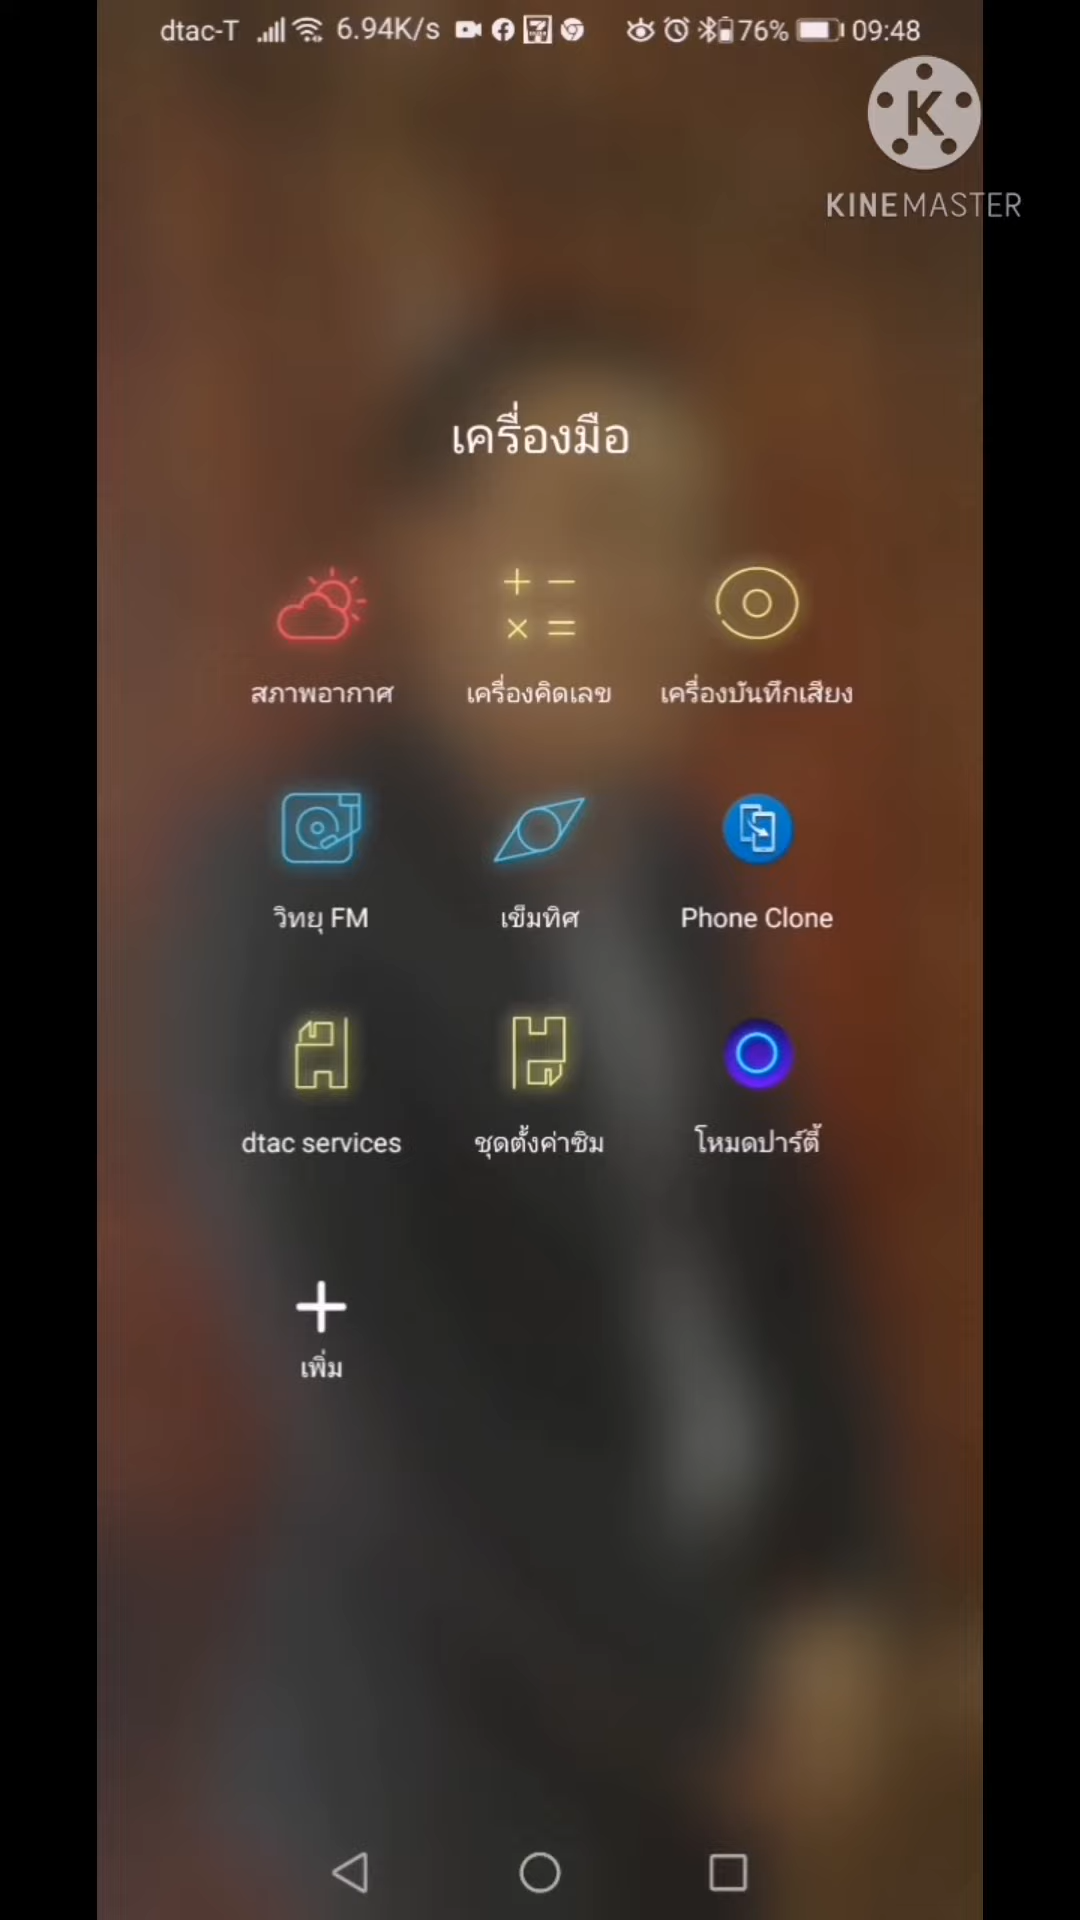 dtac-T 6.94K/s 76% 09:48
K
KINEMASTER
เครื่องมือ
สภาพอากาศ เครื่องคิดเลข เครื่องบันทึกเสียง
วิทยุ FM เข็มทิศ Phone Clone
dtac services ชุดตั้งค่าซิม โหมดปาร์ตี้
เพิ่ม